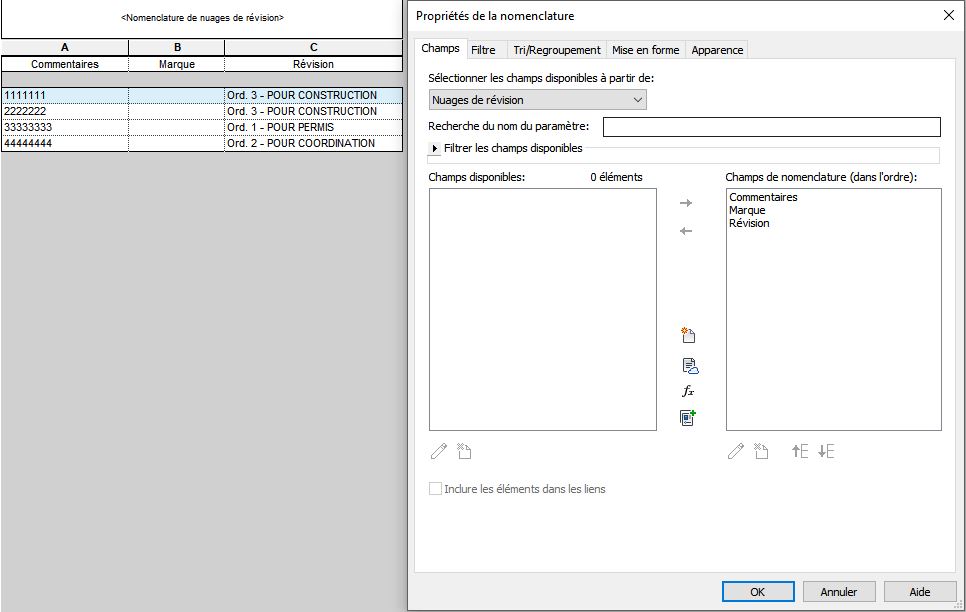 <Nomenclature de nuages de révision>
A B C
Commentaires Marque Révision
1111111 Ord. 3 - POUR CONSTRUCTION
2222222 Ord. 3 - POUR CONSTRUCTION
33333333 Ord. 1 - POUR PERMIS
44444444 Ord. 2 - POUR COORDINATION
Propriétés de la nomenclature
Champs Filtre Tri/Regroupement Mise en forme Apparence
Sélectionner les champs disponibles à partir de:
Nuages de révision
Recherche du nom du paramètre:
Filtrer les champs disponibles
Champs disponibles: 0 éléments
Champs de nomenclature (dans l'ordre):
Commentaires
Marque
Révision
fx
Inclure les éléments dans les liens
OK Annuler Aide